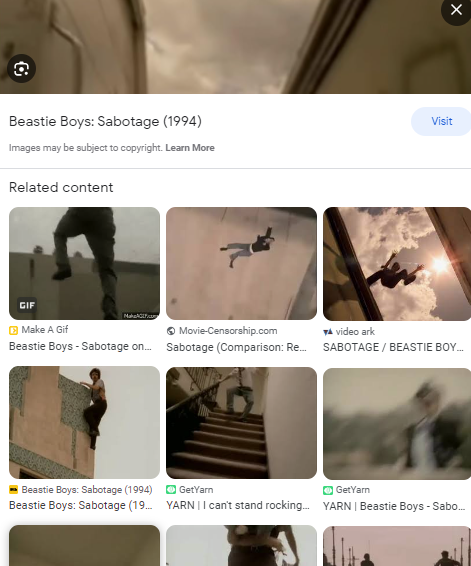 Beastie Boys: Sabotage (1994)
Visit
Images may be subject to copyright. Learn More
Related content
GIF
MakeAGIF.com
Make A Gif
Movie-Censorship.com
video ark
Beastie Boys - Sabotage on...
Sabotage (Comparison: Re...
SABOTAGE / BEASTIE BOY...
Beastie Boys: Sabotage (1994)
GetYarn
GetYarn
Beastie Boys: Sabotage (19...
YARN | I can't stand rocking...
YARN | Beastie Boys - Sabo...